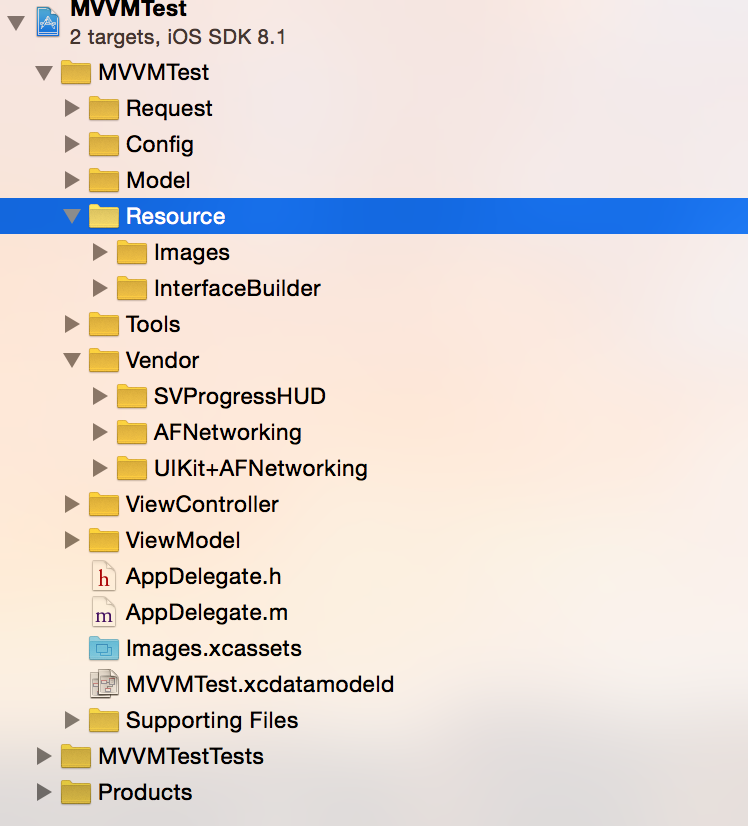 MVVMTest
2 targets, iOS SDK 8.1
MVVMTest
Request
Config
Model
Resource
Images
InterfaceBuilder
Tools
Vendor
SVProgressHUD
AFNetworking
UIKit+AFNetworking
ViewController
ViewModel
h AppDelegate.h
m AppDelegate.m
Images.xcassets
MVVMTest.xcdatamodeld
Supporting Files
MVVMTestTests
Products